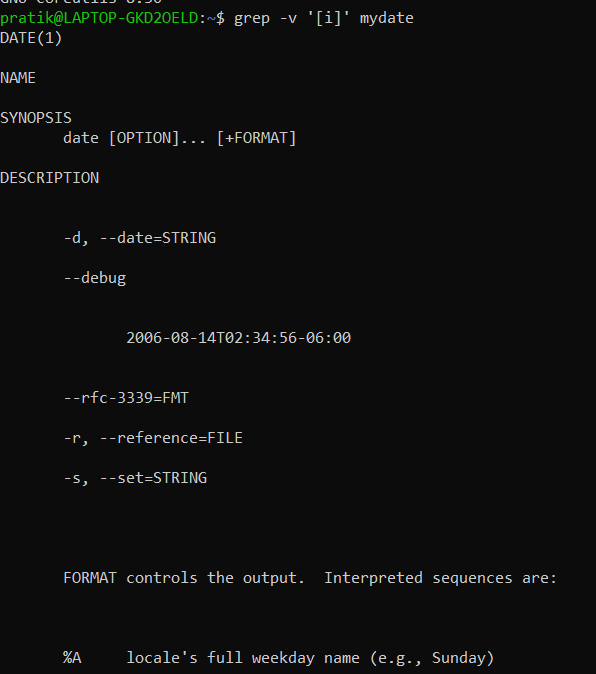 pratik@LAPTOP-GKD2OELD:~$ grep -v '[i]' mydate
DATE(1)
NAME
SYNOPSIS
date [OPTION]... [+FORMAT]
DESCRIPTION
-d, --date=STRING
--debug
2006-08-14T02:34:56-06:00
--rfc-3339=FMT
-r, --reference=FILE
-s, --set=STRING
FORMAT controls the output.  Interpreted sequences are:
%A     locale's full weekday name (e.g., Sunday)